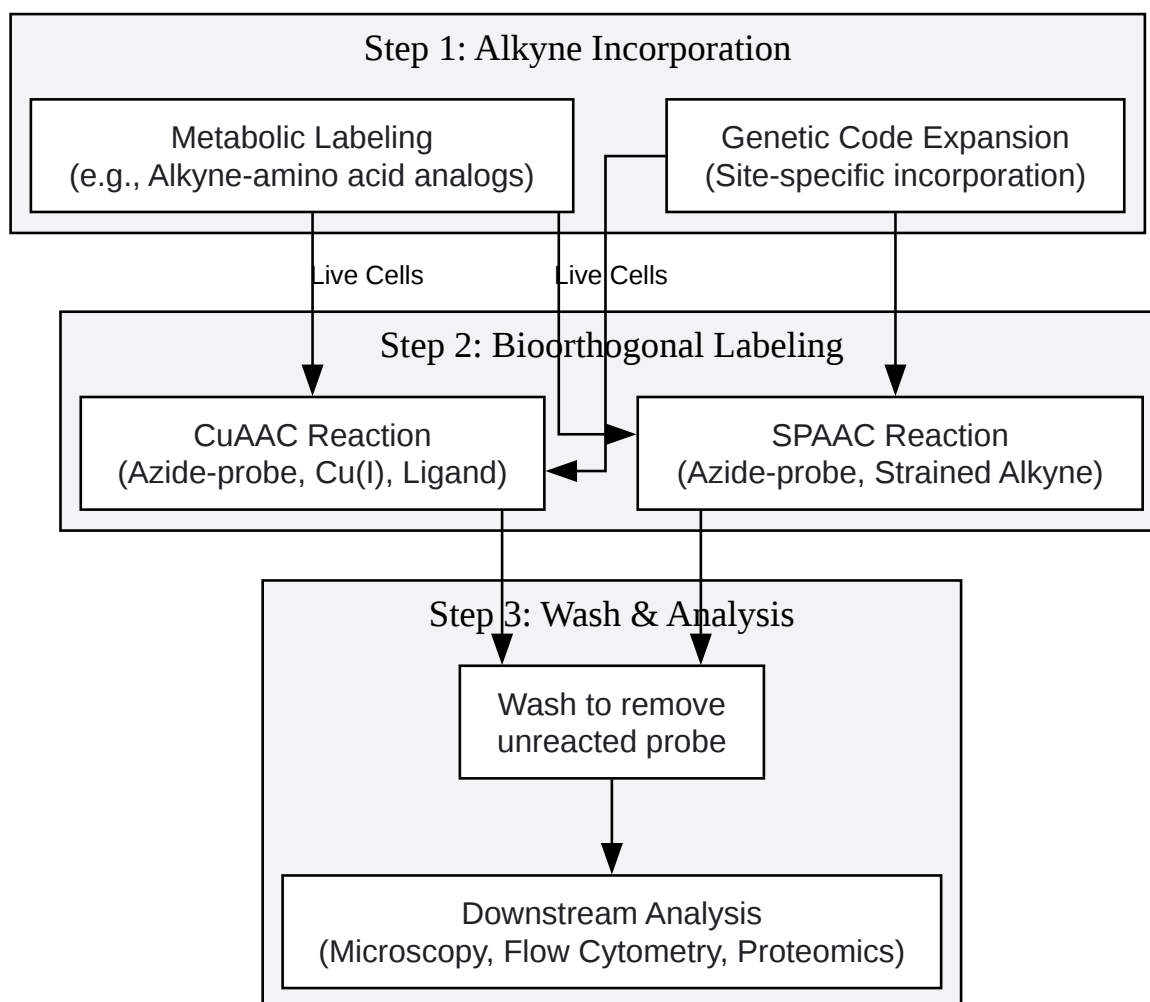 Step 1: Alkyne Incorporation
Metabolic Labeling
(e.g., Alkyne-amino acid analogs)
Genetic Code Expansion
(Site-specific incorporation)
Live Cells
Live Cells
Step 2: Bioorthogonal Labeling
CuAAC Reaction
(Azide-probe, Cu(I), Ligand)
SPAAC Reaction
(Azide-probe, Strained Alkyne)
Step 3: Wash & Analysis
Wash to remove
unreacted probe
Downstream Analysis
(Microscopy, Flow Cytometry, Proteomics)